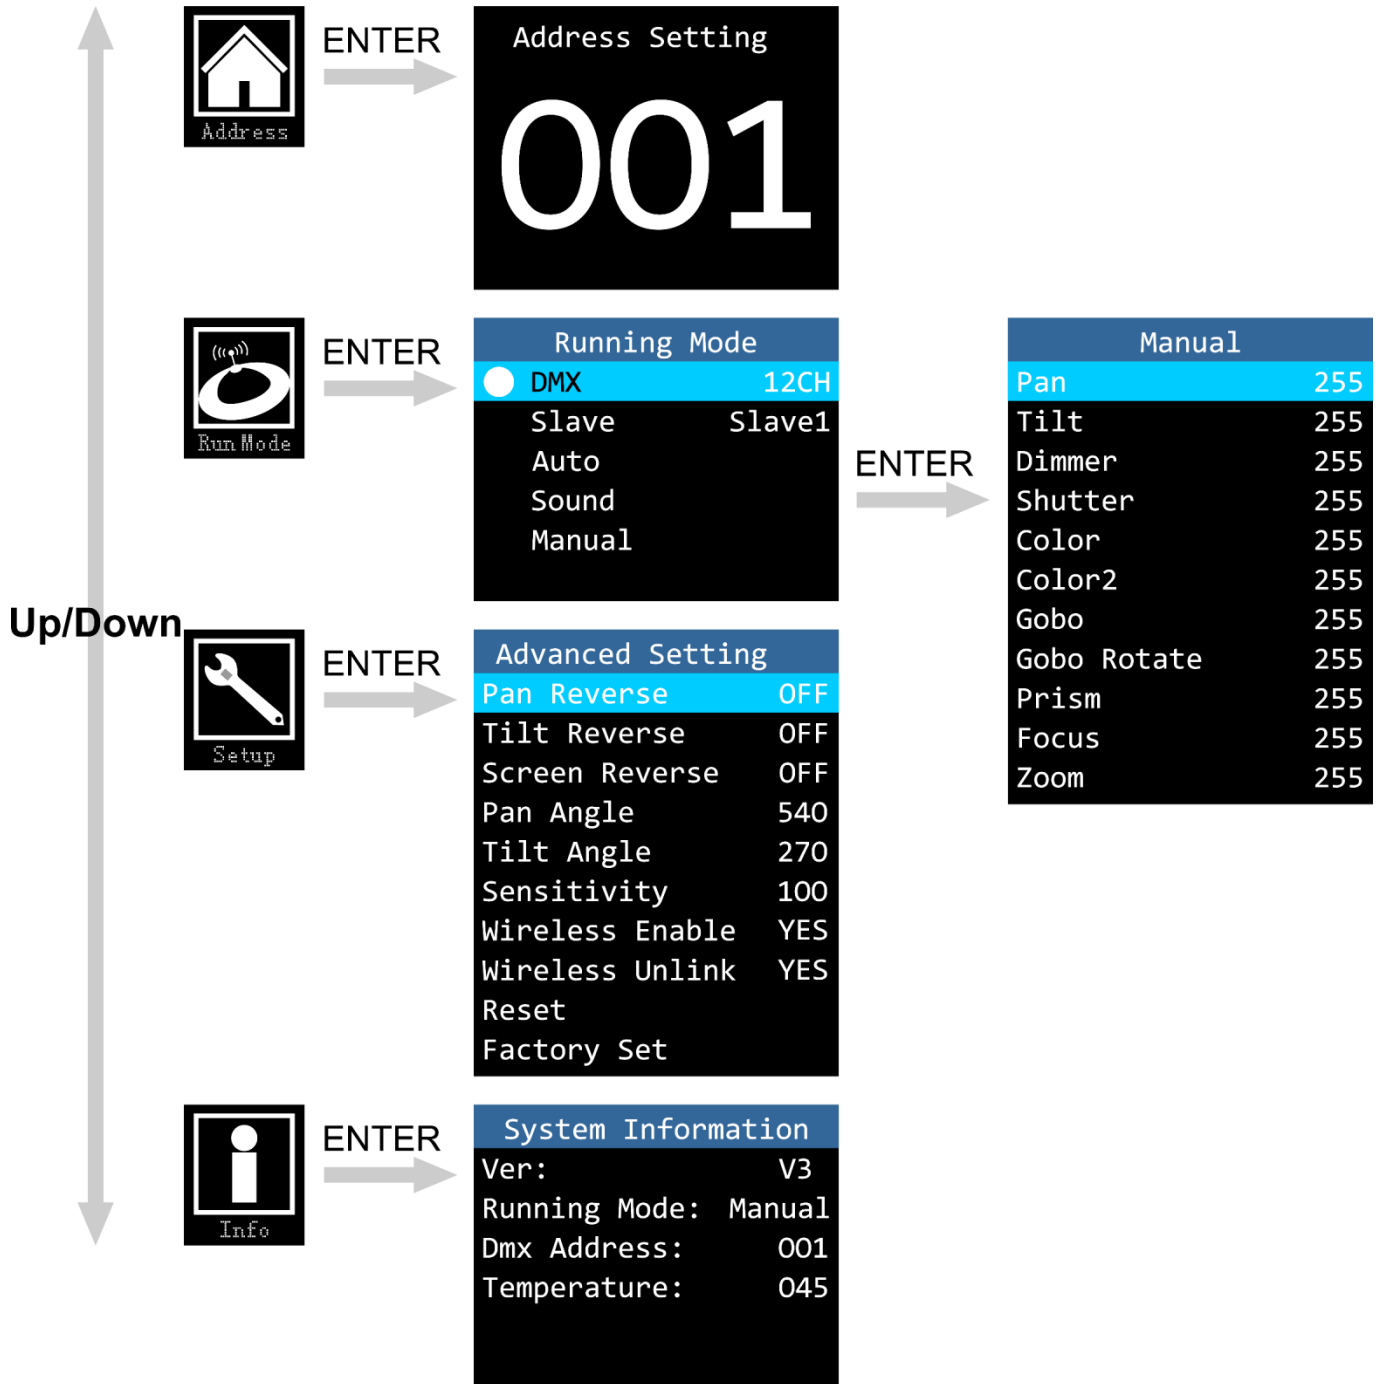 Up/Down
Address
ENTER
Address Setting
001
Run Mode
ENTER
Running Mode
DMX 12CH
Slave Slave1
Auto
Sound
Manual
ENTER
Manual
Pan 255
Tilt 255
Dimmer 255
Shutter 255
Color 255
Color2 255
Gobo 255
Gobo Rotate 255
Prism 255
Focus 255
Zoom 255
Setup
ENTER
Advanced Setting
Pan Reverse OFF
Tilt Reverse OFF
Screen Reverse OFF
Pan Angle 540
Tilt Angle 270
Sensitivity 100
Wireless Enable YES
Wireless Unlink YES
Reset
Factory Set
Info
ENTER
System Information
Ver: V3
Running Mode: Manual
Dmx Address: 001
Temperature: 045